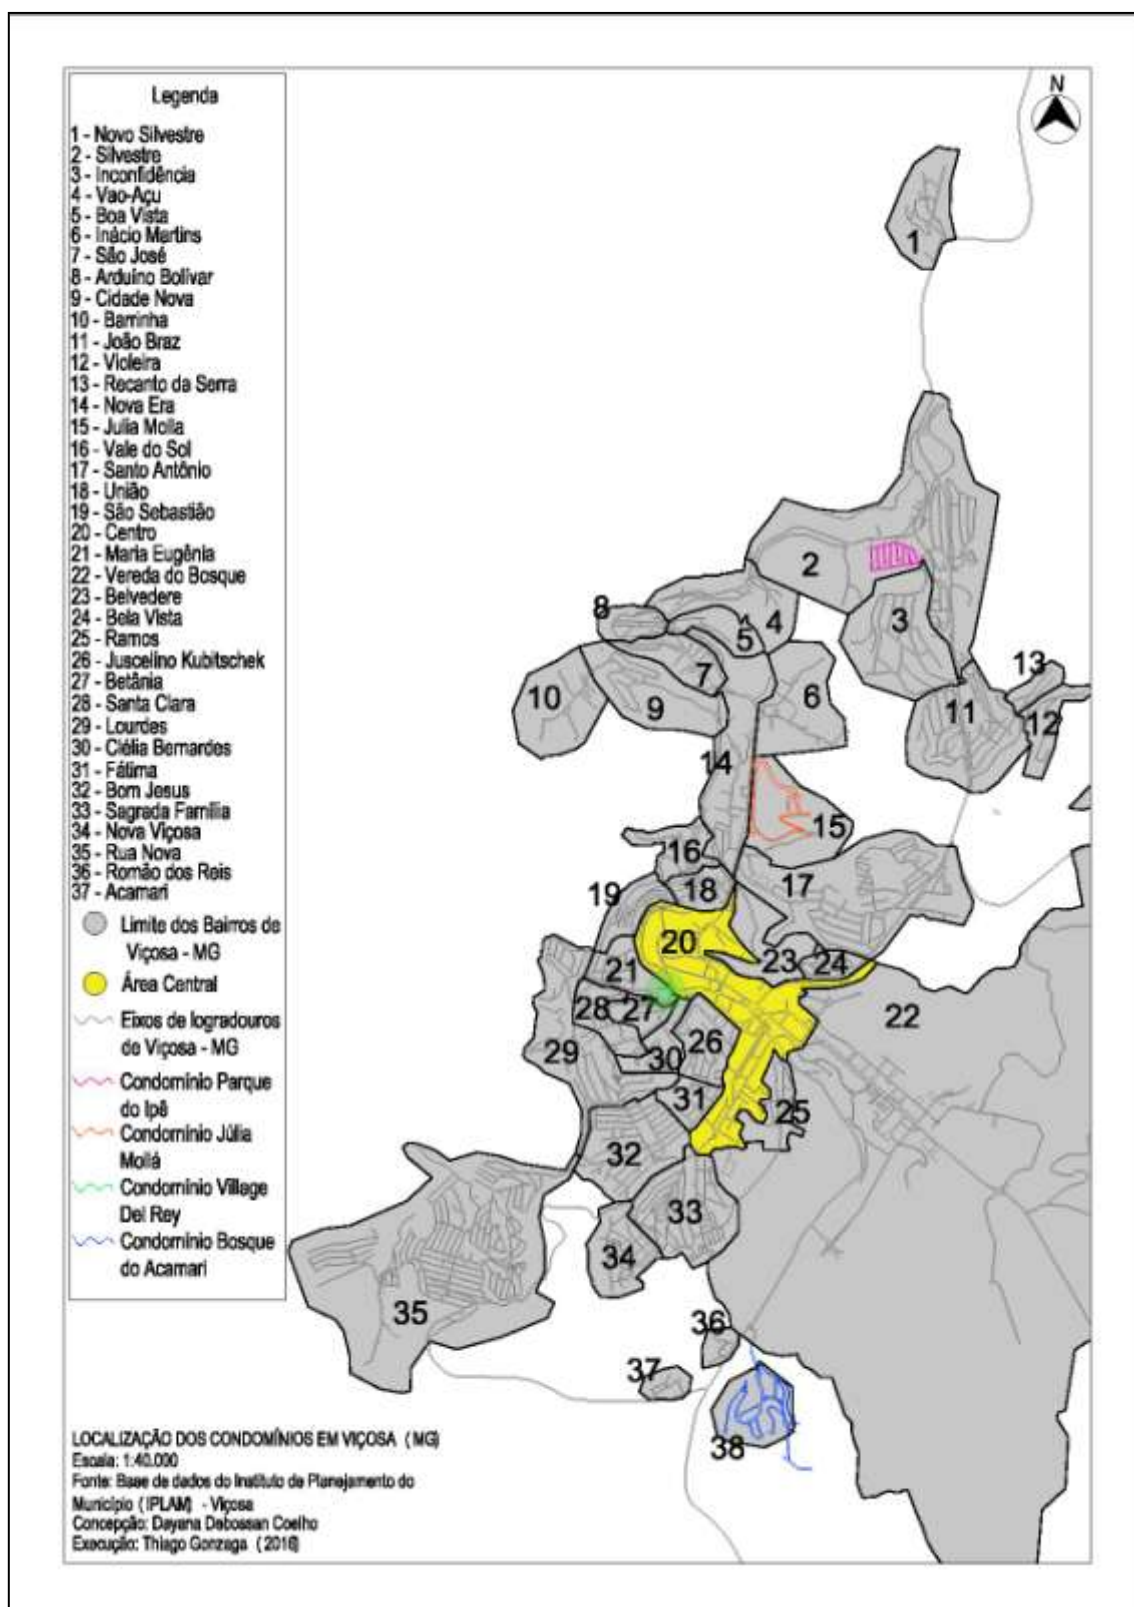 Legenda
1 - Novo Silvestre
2 - Silvestre
3 - Inconfidência
4 - Vao-Açu
5 - Boa Vista
6 - Inácio Martins
7 - São José
8 - Arduíno Bolívar
9 - Cidade Nova
10 - Barrinha
11 - João Braz
12 - Violeira
13 - Recanto da Serra
14 - Nova Era
15 - Julia Molla
16 - Vale do Sol
17 - Santo Antônio
18 - União
19 - São Sebastião
20 - Centro
21 - Maria Eugênia
22 - Vereda do Bosque
23 - Belvedere
24 - Bela Vista
25 - Ramos
26 - Juscelino Kubitschek
27 - Betânia
28 - Santa Clara
29 - Lourdes
30 - Clélia Bernardes
31 - Fátima
32 - Bom Jesus
33 - Sagrada Família
34 - Nova Viçosa
35 - Rua Nova
36 - Romão dos Reis
37 - Acamari
Limite dos Bairros de
Viçosa - MG
Área Central
Eixos de logradouros
de Viçosa - MG
Condomínio Parque
do Ipê
Condomínio Júlia
Mollá
Condomínio Village
Del Rey
Condomínio Bosque
do Acamari
LOCALIZAÇÃO DOS CONDOMÍNIOS EM VIÇOSA (MG)
Escala: 1:40.000
Fonte: Base de dados do Instituto de Planejamento do
Município (IPLAM) - Viçosa
Concepção: Dayana Debossan Coelho
Execução: Thiago Gonzaga (2016)
N
1
2
3
8
4
5
7
6
13
10
9
11
12
14
15
16
17
18
19
20
23
24
21
22
28
27
26
29
30
31
25
32
33
34
35
36
37
38